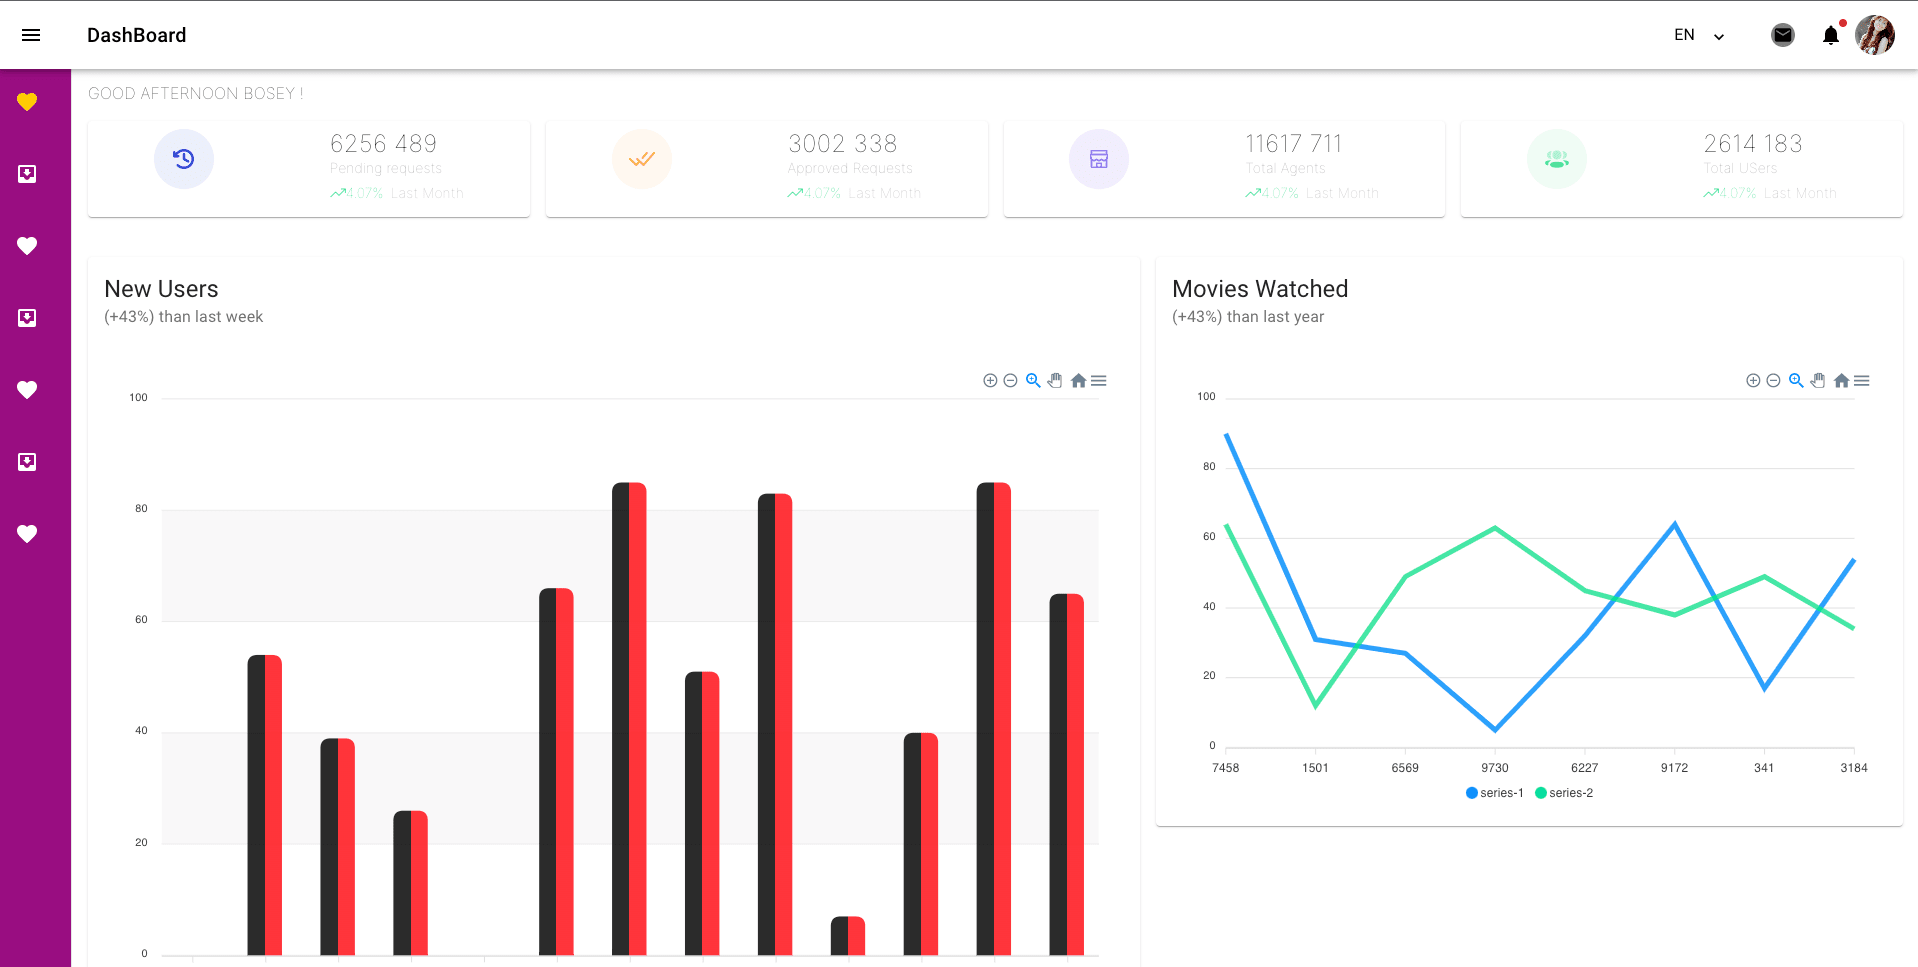 DashBoard
EN
GOOD AFTERNOON BOSEY !
6256 489
Pending requests
4.07% Last Month
3002 338
Approved Requests
4.07% Last Month
11617 711
Total Agents
4.07% Last Month
2614 183
Total USers
4.07% Last Month
New Users
(+43%) than last week
100
80
60
40
20
0
Movies Watched
(+43%) than last year
100
80
60
40
20
0
7458 1501 6569 9730 6227 9172 341 3184
series-1 series-2